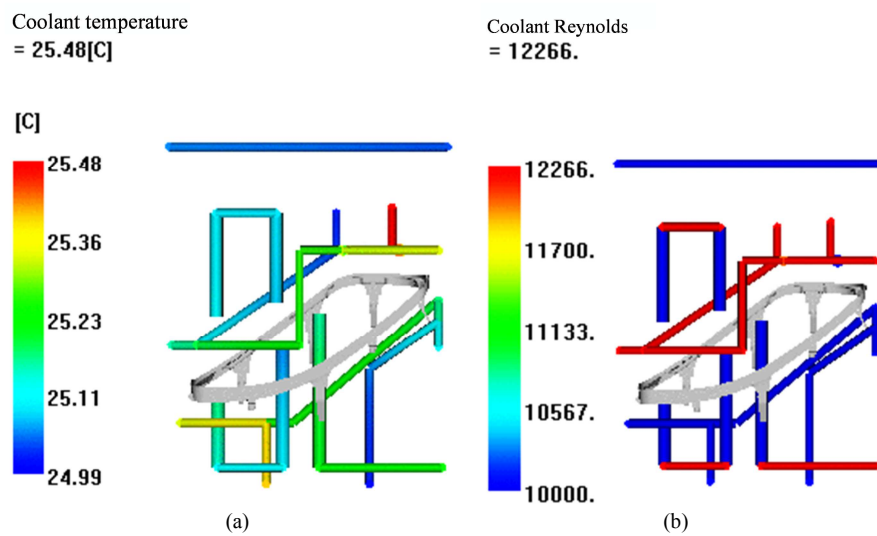 Coolant temperature
= 25.48[C]
[C]
25.48
25.36
25.23
25.11
24.99
(a)
Coolant Reynolds
= 12266.
12266.
11700.
11133.
10567.
10000.
(b)